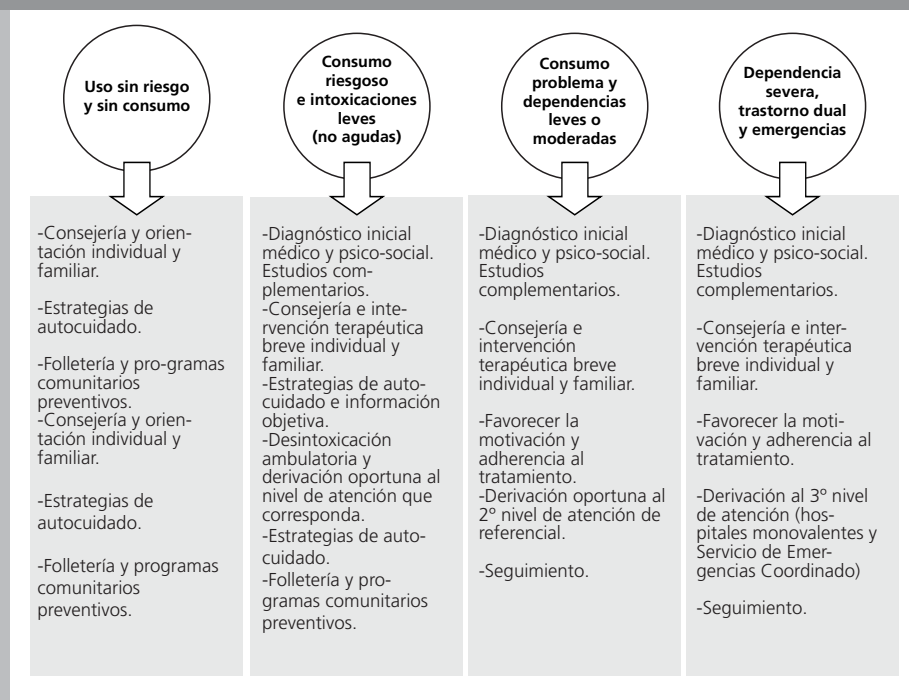 Uso sin riesgo
y sin consumo
-Consejería y orien-
tación individual y
familiar.
-Estrategias de
autocuidado.
-Folletería y pro-gramas
comunitarios
preventivos.
-Consejería y orien-
tación individual y
familiar.
-Estrategias de
autocuidado.
-Folletería y programas
comunitarios
preventivos.
Consumo
riesgoso
e intoxicaciones
leves
(no agudas)
-Diagnóstico inicial
médico y psico-social.
Estudios com-
plementarios.
-Consejería e inte-
rvención terapéutica
breve individual y
familiar.
-Estrategias de auto-
cuidado e información
objetiva.
-Desintoxicación
ambulatoria y
derivación oportuna al
nivel de atención que
corresponda.
-Estrategias de auto-
cuidado.
-Folletería y pro-
gramas comunitarios
preventivos.
Consumo
problema y
dependencias
leves o
moderadas
-Diagnóstico inicial
médico y psico-social.
Estudios
complementarios.
-Consejería e
intervención
terapéutica breve
individual y familiar.
-Favorecer la
motivación y
adherencia al
tratamiento.
-Derivación oportuna al
2º nivel de atención de
referencial.
-Seguimiento.
Dependencia
severa,
trastorno dual
y emergencias
-Diagnóstico inicial
médico y psico-social.
Estudios
complementarios.
-Consejería e inter-
vención terapéutica
breve individual y
familiar.
-Favorecer la moti-
vación y adherencia al
tratamiento.
-Derivación al 3º nivel
de atención (hos-
pitales monovalentes y
Servicio de Emer-
gencias Coordinado)
-Seguimiento.